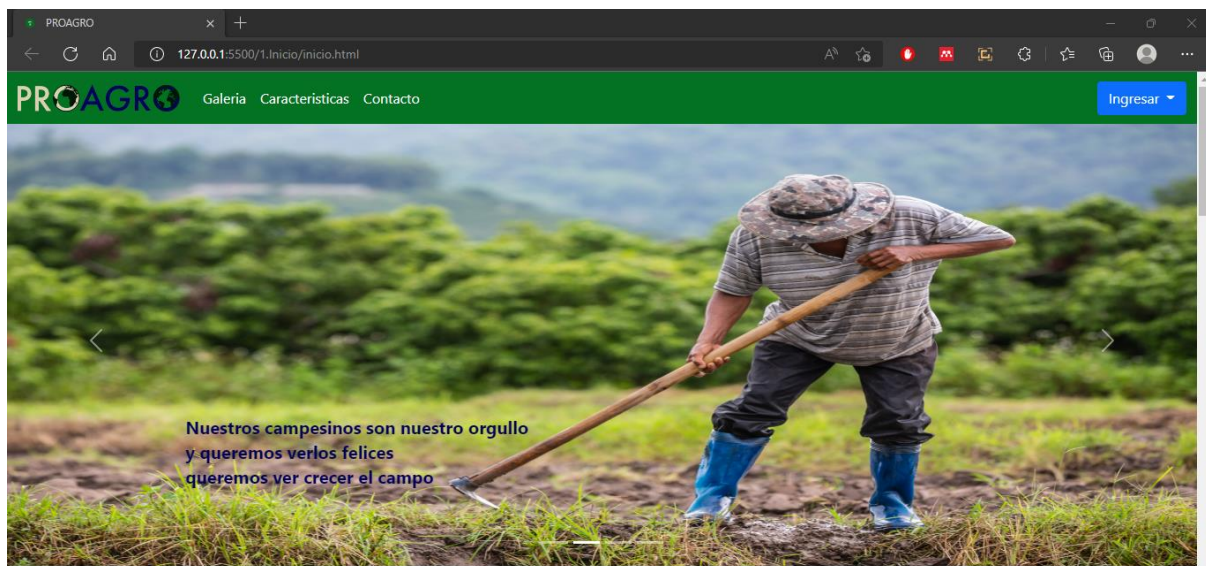 PROAGRO
127.0.0.1:5500/1.Inicio/inicio.html
PROAGRO Galeria Caracteristicas Contacto Ingresar
Nuestros campesinos son nuestro orgullo
y queremos verlos felices
queremos ver crecer el campo